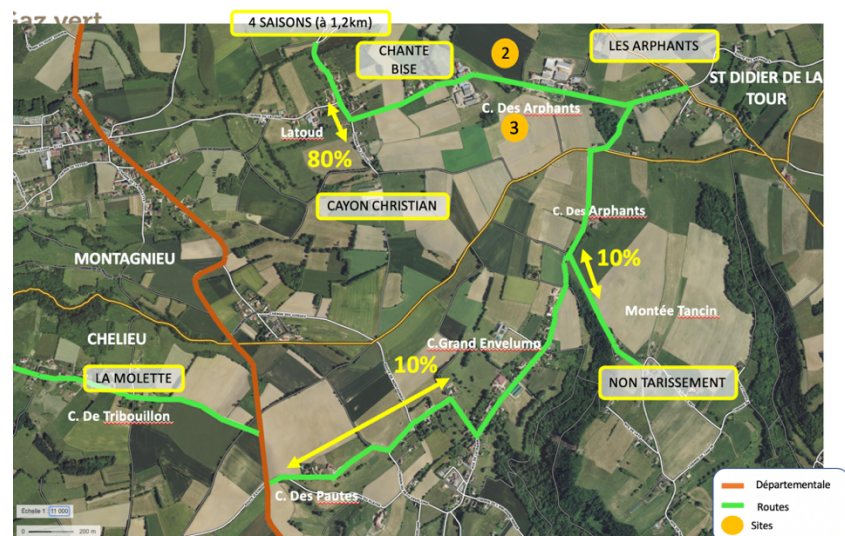 Gaz vert
4 SAISONS (à 1,2km)
CHANTE
BISE
2
LES ARPHANTS
ST DIDIER DE LA
TOUR
C. Des Arphants
3
Latoud
80%
CAYON CHRISTIAN
C. Des Arphants
MONTAGNIEU
10%
Montée Tancin
CHELIEU
C.Grand Envelump
10%
LA MOLETTE
NON TARISSEMENT
C. De Tribouillon
C. Des Pautes
Départementale
Routes
Sites
Echelle 1 : 11 000
0 200 m